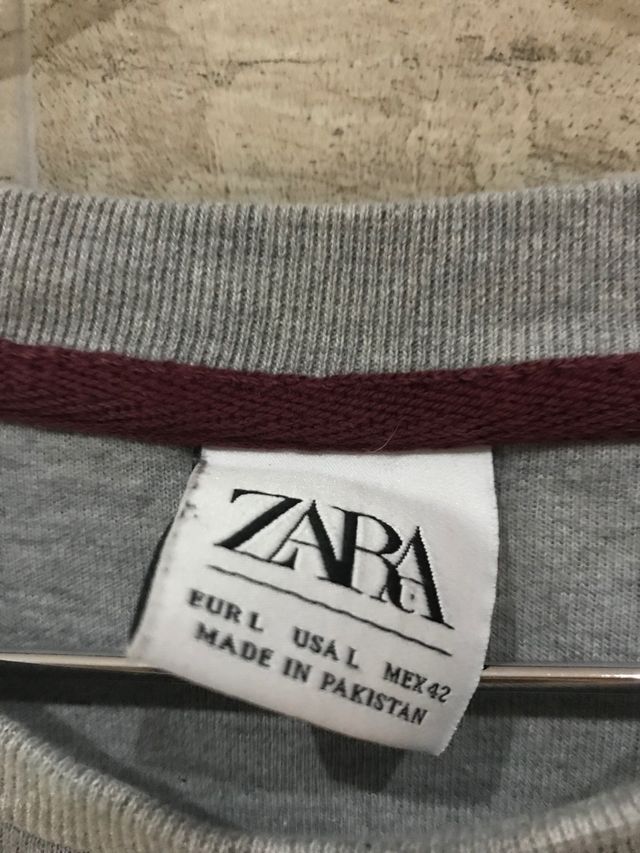 ZARA
EUR L USA L MEX 42
MADE IN PAKISTAN